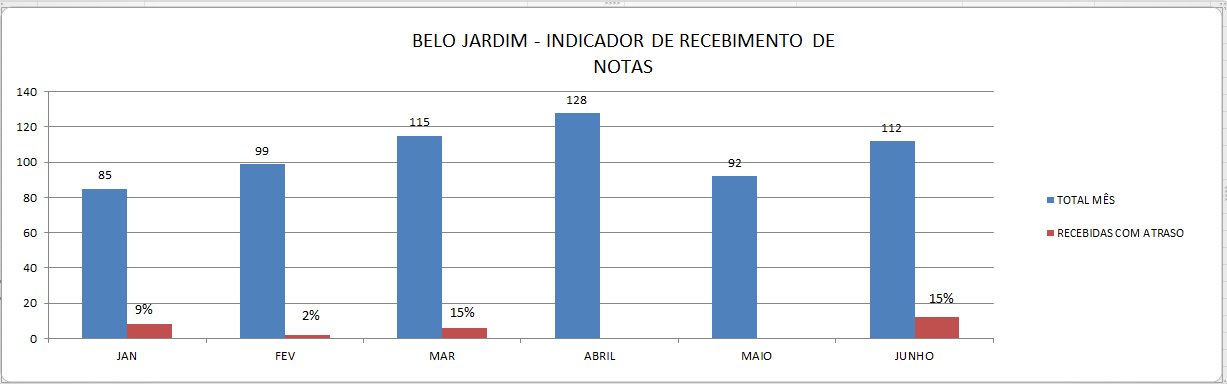 BELO JARDIM - INDICADOR DE RECEBIMENTO DE
NOTAS
140
120
100
80
60
40
20
0
85
99
115
128
92
112
9%
2%
15%
15%
JAN
FEV
MAR
ABRIL
MAIO
JUNHO
TOTAL MÊS
RECEBIDAS COM ATRASO